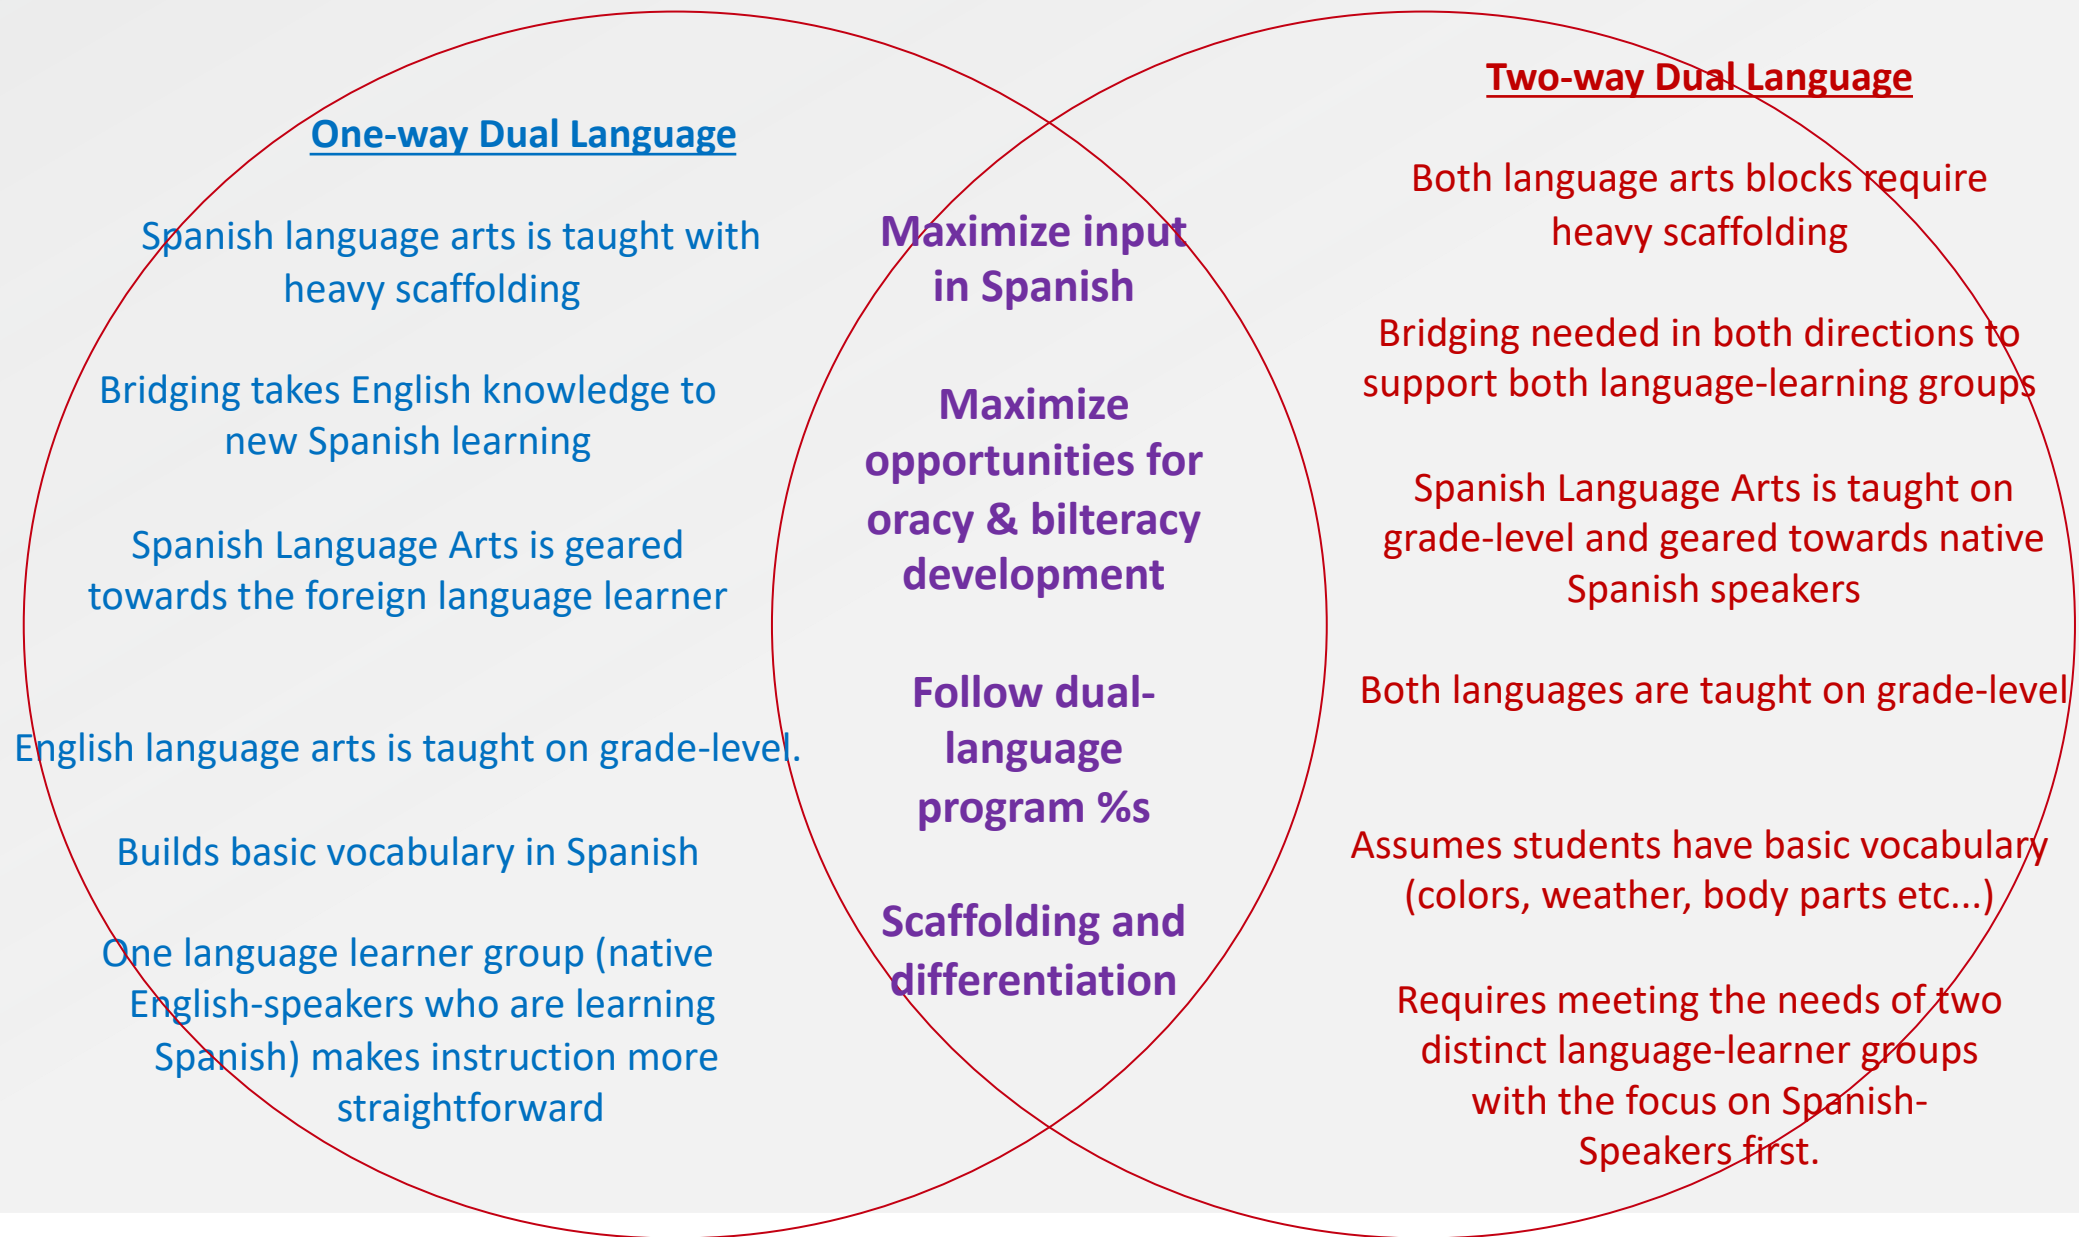 One-way Dual Language
Spanish language arts is taught with
heavy scaffolding
Bridging takes English knowledge to
new Spanish learning
Spanish Language Arts is geared
towards the foreign language learner
English language arts is taught on grade-level.
Builds basic vocabulary in Spanish
One language learner group (native
English-speakers who are learning
Spanish) makes instruction more
straightforward
Maximize input
in Spanish
Maximize
opportunities for
oracy & bilteracy
development
Follow dual-
language
program %s
Scaffolding and
differentiation
Two-way Dual Language
Both language arts blocks require
heavy scaffolding
Bridging needed in both directions to
support both language-learning groups
Spanish Language Arts is taught on
grade-level and geared towards native
Spanish speakers
Both languages are taught on grade-level
Assumes students have basic vocabulary
(colors, weather, body parts etc...)
Requires meeting the needs of two
distinct language-learner groups
with the focus on Spanish-
Speakers first.